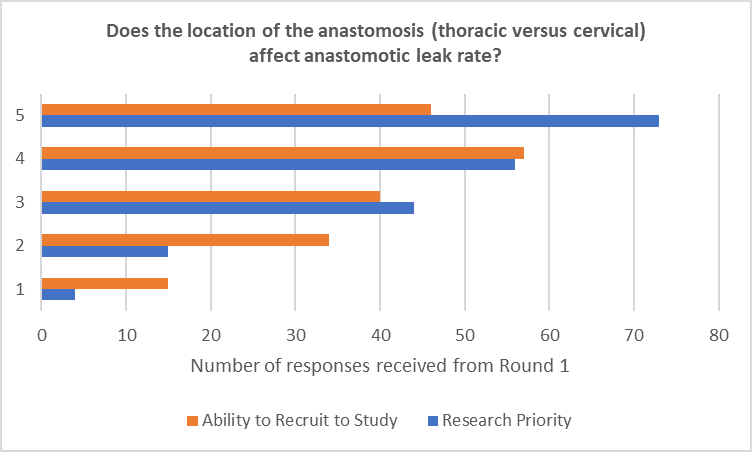 Does the location of the anastomosis (thoracic versus cervical)
affect anastomotic leak rate?
5
4
3
2
1
0 10 20 30 40 50 60 70 80
Number of responses received from Round 1
Ability to Recruit to Study Research Priority